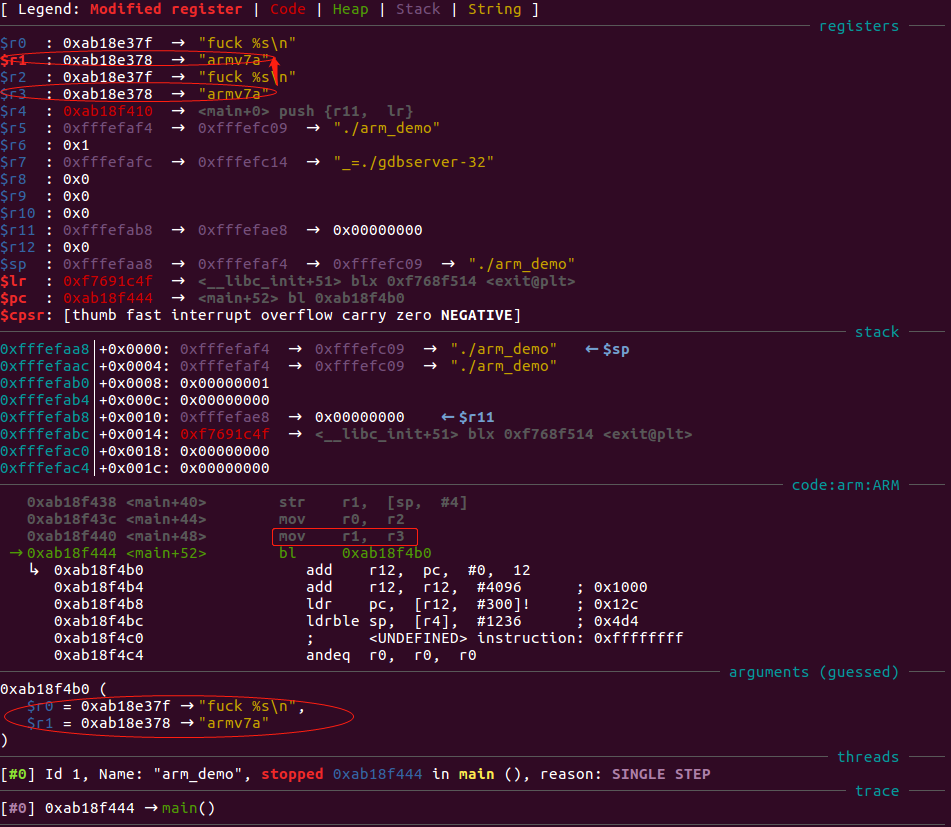 [ Legend: Modified register | Code | Heap | Stack | String ]
registers
$r0 : 0xab18e37f → "fuck %s\n"
$r1 : 0xab18e378 → "armv7a"
$r2 : 0xab18e37f → "fuck %s\n"
$r3 : 0xab18e378 → "armv7a"
$r4 : 0xab18f410 → <main+0> push {r11, lr}
$r5 : 0xfffefaf4 → 0xfffefc09 → "./arm_demo"
$r6 : 0x1
$r7 : 0xfffefafc → 0xfffefc14 → "_=./gdbserver-32"
$r8 : 0x0
$r9 : 0x0
$r10 : 0x0
$r11 : 0xfffefab8 → 0xfffefae8 → 0x00000000
$r12 : 0x0
$sp : 0xfffefaa8 → 0xfffefaf4 → 0xfffefc09 → "./arm_demo"
$lr : 0xf7691c4f → <__libc_init+51> blx 0xf768f514 <exit@plt>
$pc : 0xab18f444 → <main+52> bl 0xab18f4b0
$cpsr: [thumb fast interrupt overflow carry zero NEGATIVE]
stack
0xfffefaa8│+0x0000: 0xfffefaf4 → 0xfffefc09 → "./arm_demo" ← $sp
0xfffefaac│+0x0004: 0xfffefaf4 → 0xfffefc09 → "./arm_demo"
0xfffefab0│+0x0008: 0x00000001
0xfffefab4│+0x000c: 0x00000000
0xfffefab8│+0x0010: 0xfffefae8 → 0x00000000 ← $r11
0xfffefabc│+0x0014: 0xf7691c4f → <__libc_init+51> blx 0xf768f514 <exit@plt>
0xfffefac0│+0x0018: 0x00000000
0xfffefac4│+0x001c: 0x00000000
code:arm:ARM
0xab18f438 <main+40> str r1, [sp, #4]
0xab18f43c <main+44> mov r0, r2
0xab18f440 <main+48> mov r1, r3
→ 0xab18f444 <main+52> bl 0xab18f4b0
↳ 0xab18f4b0 add r12, pc, #0, 12
0xab18f4b4 add r12, r12, #4096 ; 0x1000
0xab18f4b8 ldr pc, [r12, #300]! ; 0x12c
0xab18f4bc ldrble sp, [r4], #1236 ; 0x4d4
0xab18f4c0 ; <UNDEFINED> instruction: 0xffffffff
0xab18f4c4 andeq r0, r0, r0
arguments (guessed)
0xab18f4b0 (
$r0 = 0xab18e37f → "fuck %s\n",
$r1 = 0xab18e378 → "armv7a"
)
threads
[#0] Id 1, Name: "arm_demo", stopped 0xab18f444 in main (), reason: SINGLE STEP
trace
[#0] 0xab18f444 → main()